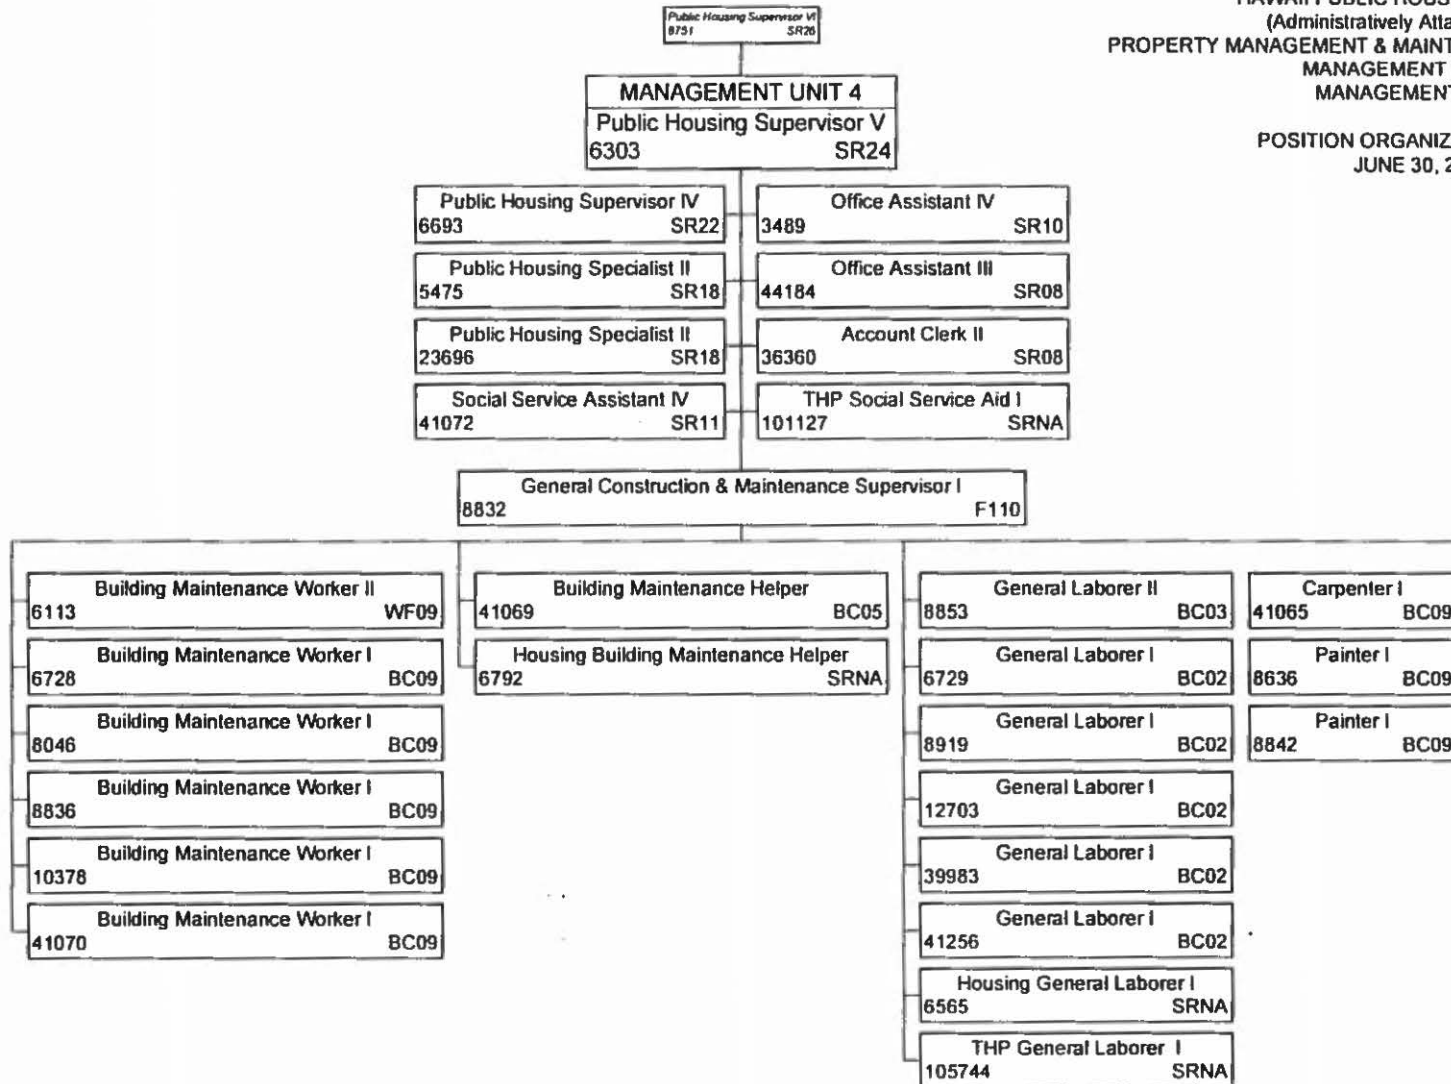 Public Housing Supervisor VI
8751 SR26
HAWAII PUBLIC
(Administratively
PROPERTY MANAGEMENT &
MANAGEMENT
MANAGEMENT
POSITION
JUNE 30,
MANAGEMENT UNIT 4
Public Housing Supervisor V
6303 SR24
Public Housing Supervisor IV
6693 SR22
Office Assistant IV
3489 SR10
Public Housing Specialist II
5475 SR18
Office Assistant III
44184 SR08
Public Housing Specialist II
23696 SR18
Account Clerk II
36360 SR08
Social Service Assistant IV
41072 SR11
THP Social Service Aid I
101127 SRNA
General Construction & Maintenance Supervisor I
8832 F110
Building Maintenance Worker II
6113 WF09
Building Maintenance Worker I
6728 BC09
Building Maintenance Worker I
8046 BC09
Building Maintenance Worker I
8836 BC09
Building Maintenance Worker I
10378 BC09
Building Maintenance Worker I
41070 BC09
Building Maintenance Helper
41069 BC05
Housing Building Maintenance Helper
6792 SRNA
General Laborer II
8853 BC03
General Laborer I
6729 BC02
General Laborer I
8919 BC02
General Laborer I
12703 BC02
General Laborer I
39983 BC02
General Laborer I
41256 BC02
Housing General Laborer I
6565 SRNA
THP General Laborer I
105744 SRNA
Carpenter I
41065 BC09
Painter I
8636 BC09
Painter I
8842 BC09